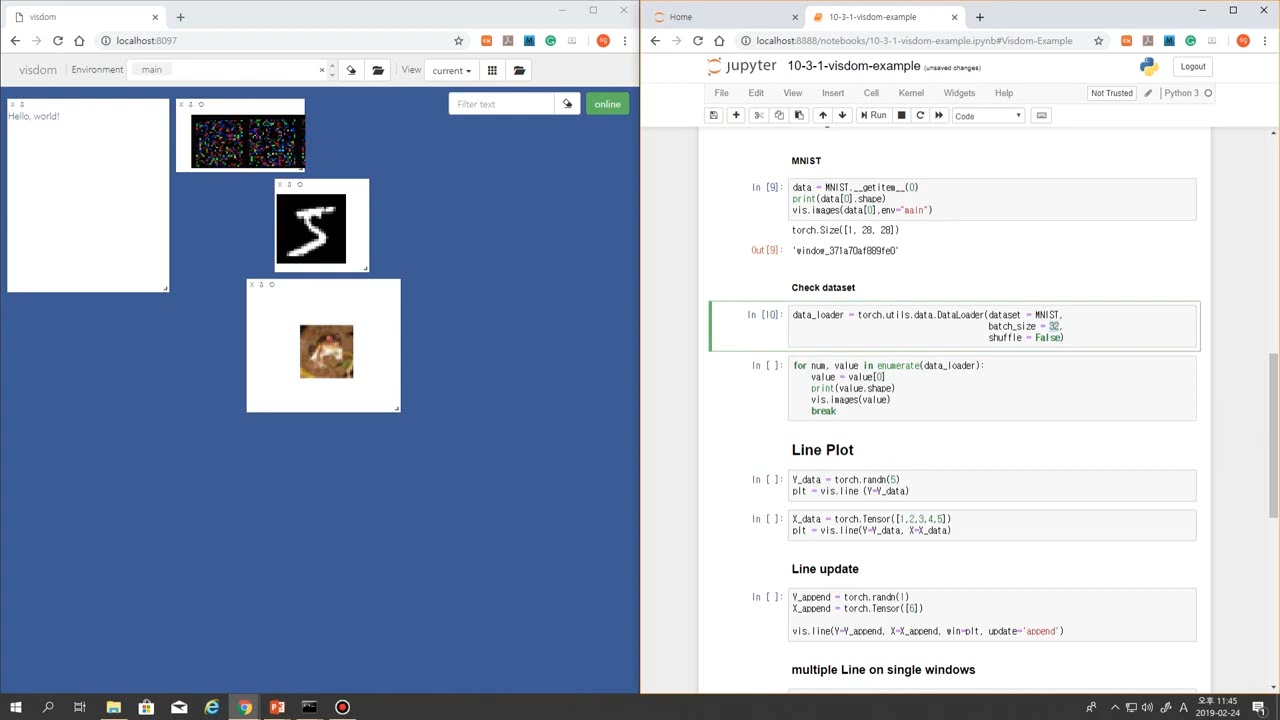 visdom
localhost:8097
visdom
Environment
main
View
current
Filter text
online
Hello, world!
Home
10-3-1-visdom-example
localhost:8888/notebooks/10-3-1-visdom-example.ipynb#Visdom-Example
jupyter
10-3-1-visdom-example (unsaved changes)
Logout
File Edit View Insert Cell Kernel Widgets Help
Not Trusted
Python 3
Run
Code
MNIST
In [9]:
data = MNIST.__getitem__(0)
print(data[0].shape)
vis.images(data[0],env="main")
torch.Size([1, 28, 28])
Out[9]:
'window_371a70af889fe0'
Check dataset
In [10]:
data_loader = torch.utils.data.DataLoader(dataset = MNIST,
batch_size = 32,
shuffle = False)
In [ ]:
for num, value in enumerate(data_loader):
value = value[0]
print(value.shape)
vis.images(value)
break
Line Plot
In [ ]:
Y_data = torch.randn(5)
plt = vis.line (Y=Y_data)
In [ ]:
X_data = torch.Tensor([1,2,3,4,5])
plt = vis.line(Y=Y_data, X=X_data)
Line update
In [ ]:
Y_append = torch.randn(1)
X_append = torch.Tensor([6])
vis.line(Y=Y_append, X=X_append, win=plt, update='append')
multiple Line on single windows
A
오후 11:45
2019-02-24